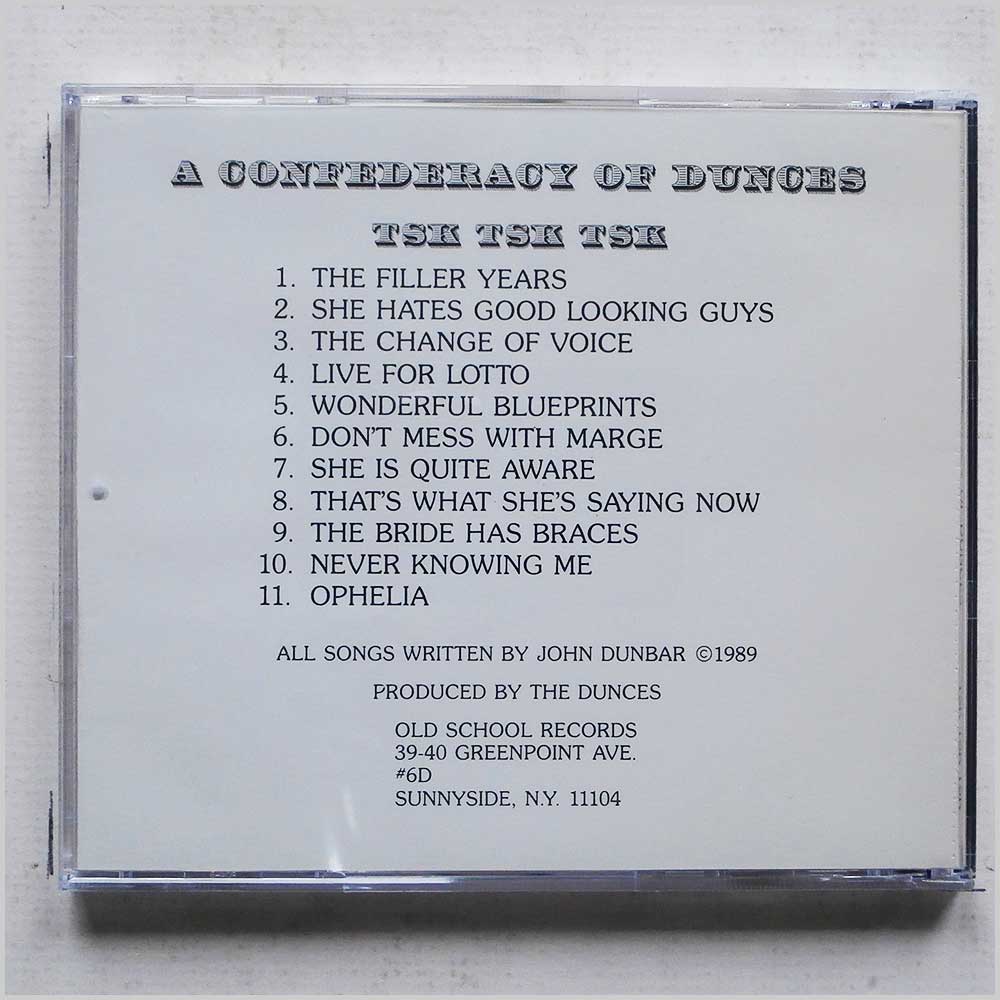 A CONFEDERACY OF DUNCES
TSK TSK TSK
1. THE FILLER YEARS
2. SHE HATES GOOD LOOKING GUYS
3. THE CHANGE OF VOICE
4. LIVE FOR LOTTO
5. WONDERFUL BLUEPRINTS
6. DON'T MESS WITH MARGE
7. SHE IS QUITE AWARE
8. THAT'S WHAT SHE'S SAYING NOW
9. THE BRIDE HAS BRACES
10. NEVER KNOWING ME
11. OPHELIA
ALL SONGS WRITTEN BY JOHN DUNBAR ©1989
PRODUCED BY THE DUNCES
OLD SCHOOL RECORDS
39-40 GREENPOINT AVE.
#6D
SUNNYSIDE, N.Y. 11104